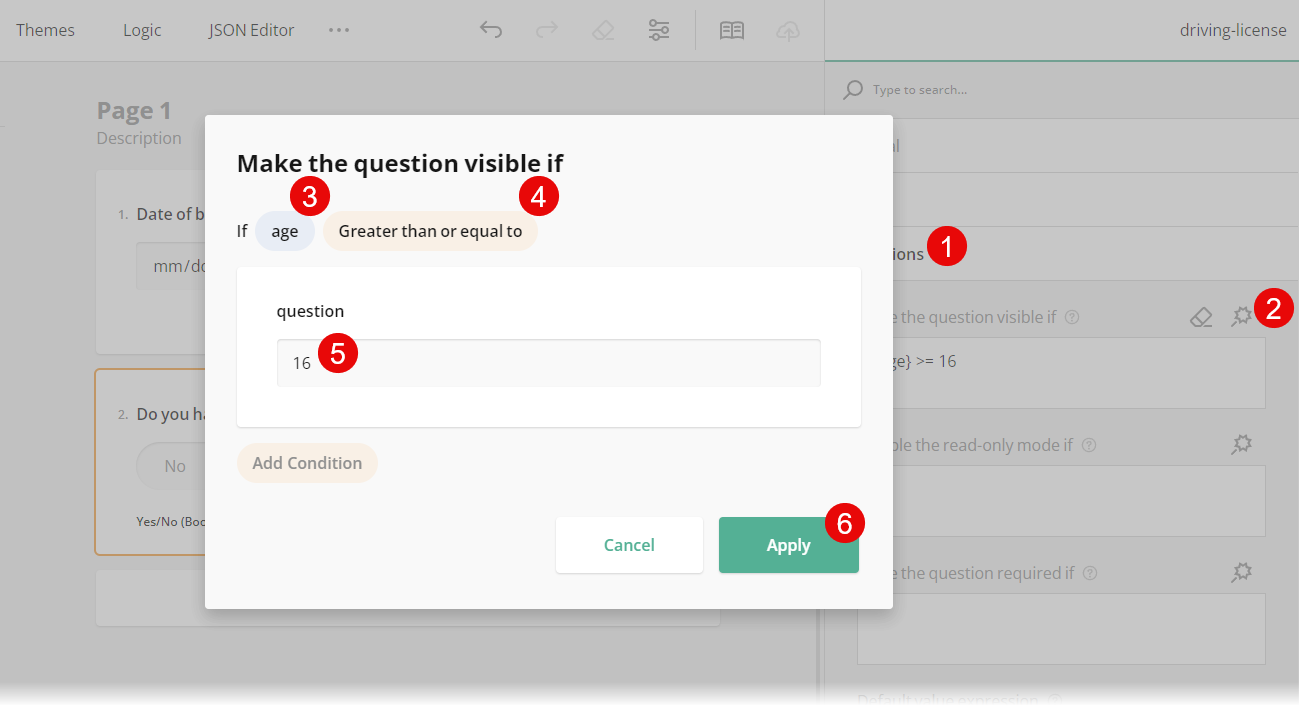 Themes Logic JSON Editor driving-license
Type to search...
Page 1
Description
Make the question visible if
3 4
If age Greater than or equal to
1. Date of b
mm/dd
ions 1
question
16 5
the question visible if 2
>= 16
2. Do you ha
No
Yes/No (Boo
Add Condition
the read-only mode if
Cancel Apply 6
the question required if
Default value expression